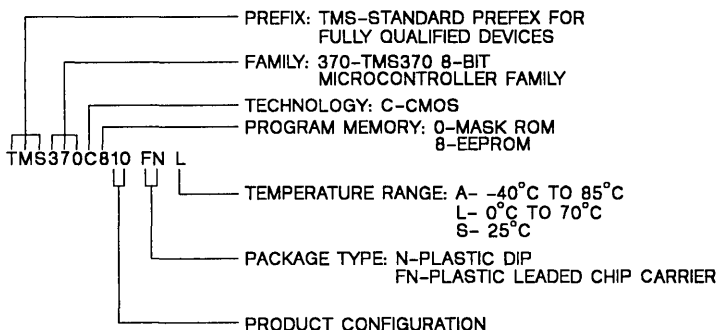 PREFIX: TMS-STANDARD PREFEX FOR
FULLY QUALIFIED DEVICES
FAMILY: 370-TMS370 8-BIT
MICROCONTROLLER FAMILY
TECHNOLOGY: C-CMOS
PROGRAM MEMORY: 0-MASK ROM
8-EEPROM
TMS370C810 FN L
TEMPERATURE RANGE: A- -40°C TO 85°C
L- 0°C TO 70°C
S- 25°C
PACKAGE TYPE: N-PLASTIC DIP
FN-PLASTIC LEADED CHIP CARRIER
PRODUCT CONFIGURATION